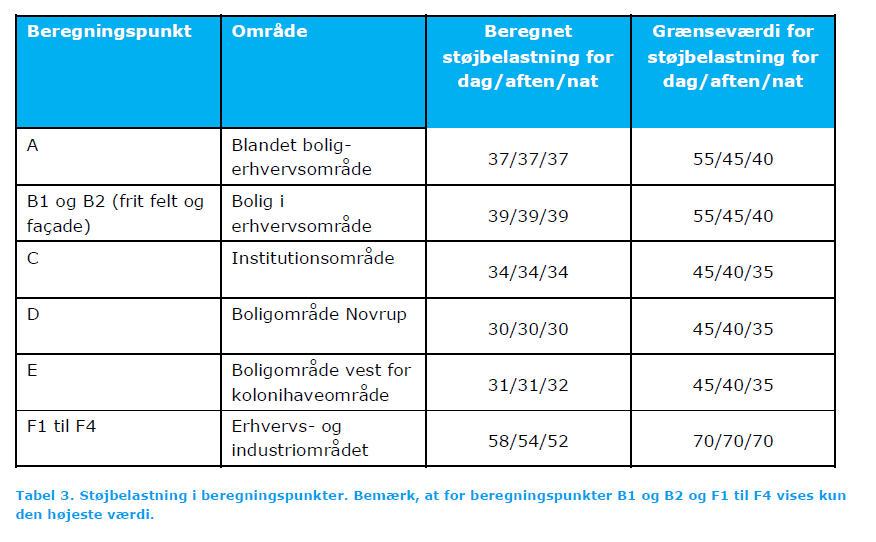 Beregningspunkt
Område
Beregnet
støjbelastning for
dag/aften/nat
Grænseværdi for
støjbelastning for
dag/aften/nat
A
Blandet bolig-
erhvervsområde
37/37/37
55/45/40
B1 og B2 (frit felt og
façade)
Bolig i
erhvervsområde
39/39/39
55/45/40
C
Institutionsområde
34/34/34
45/40/35
D
Boligområde Novrup
30/30/30
45/40/35
E
Boligområde vest for
kolonihaveområde
31/31/32
45/40/35
F1 til F4
Erhvervs- og
industriområdet
58/54/52
70/70/70
Tabel 3. Støjbelastning i beregningspunkter. Bemærk, at for beregningspunkter B1 og B2 og F1 til F4 vises kun
den højeste værdi.